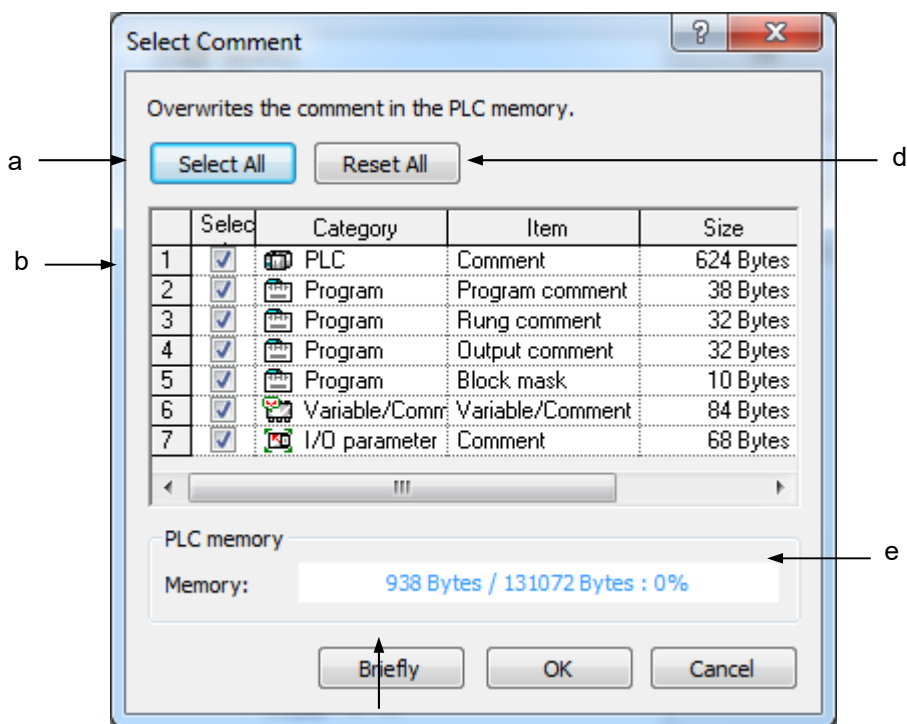 Select Comment
Overwrites the comment in the PLC memory.
a Select All Reset All d
Selec Category Item Size
b
1 PLC Comment 624 Bytes
2 Program Program comment 38 Bytes
3 Program Rung comment 32 Bytes
4 Program Output comment 32 Bytes
5 Program Block mask 10 Bytes
6 Variable/Comm Variable/Comment 84 Bytes
7 I/O parameter Comment 68 Bytes
PLC memory
e
Memory: 938 Bytes / 131072 Bytes : 0%
Briefly OK Cancel